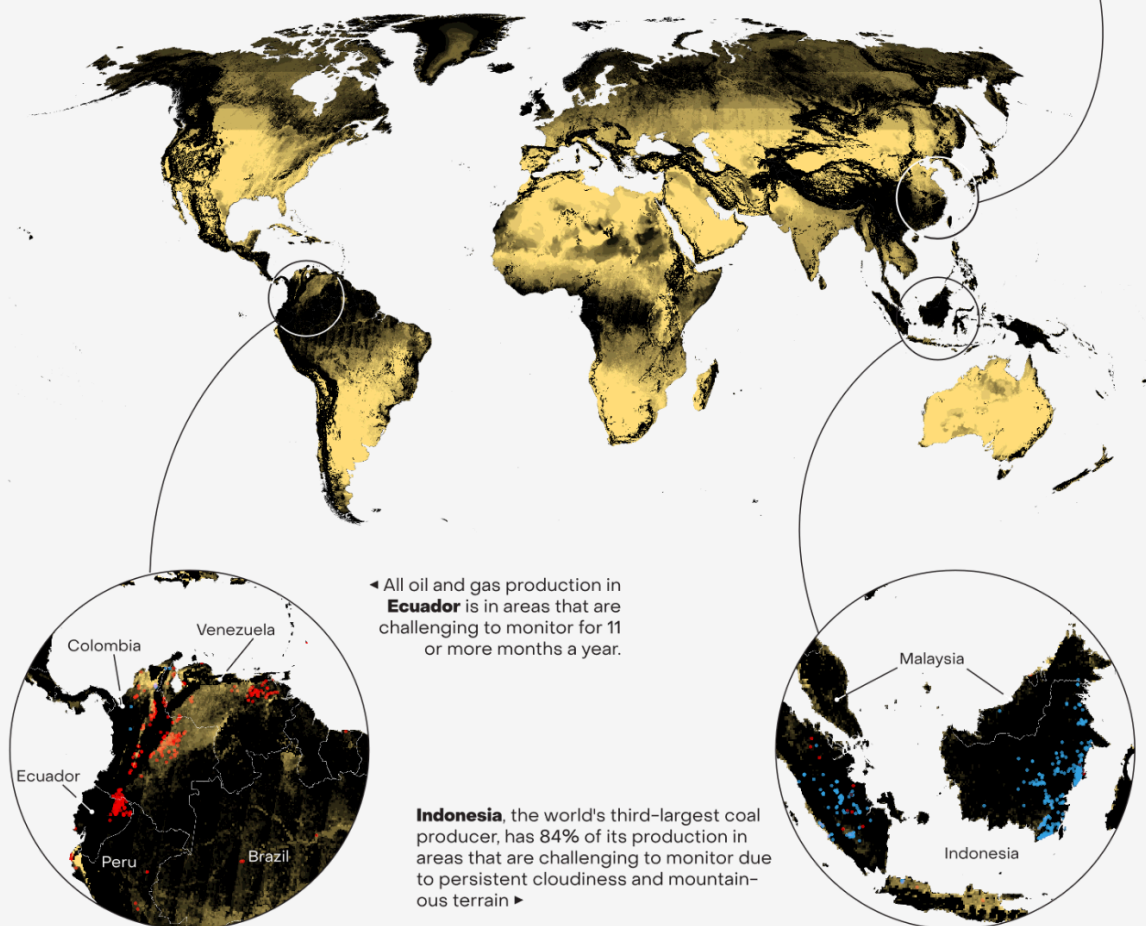 ◄ All oil and gas production in
Ecuador is in areas that are
challenging to monitor for 11
or more months a year.
Venezuela
Colombia
Ecuador
Peru
Brazil
Malaysia
Indonesia
Indonesia, the world's third-largest coal
producer, has 84% of its production in
areas that are challenging to monitor due
to persistent cloudiness and mountain-
ous terrain ►